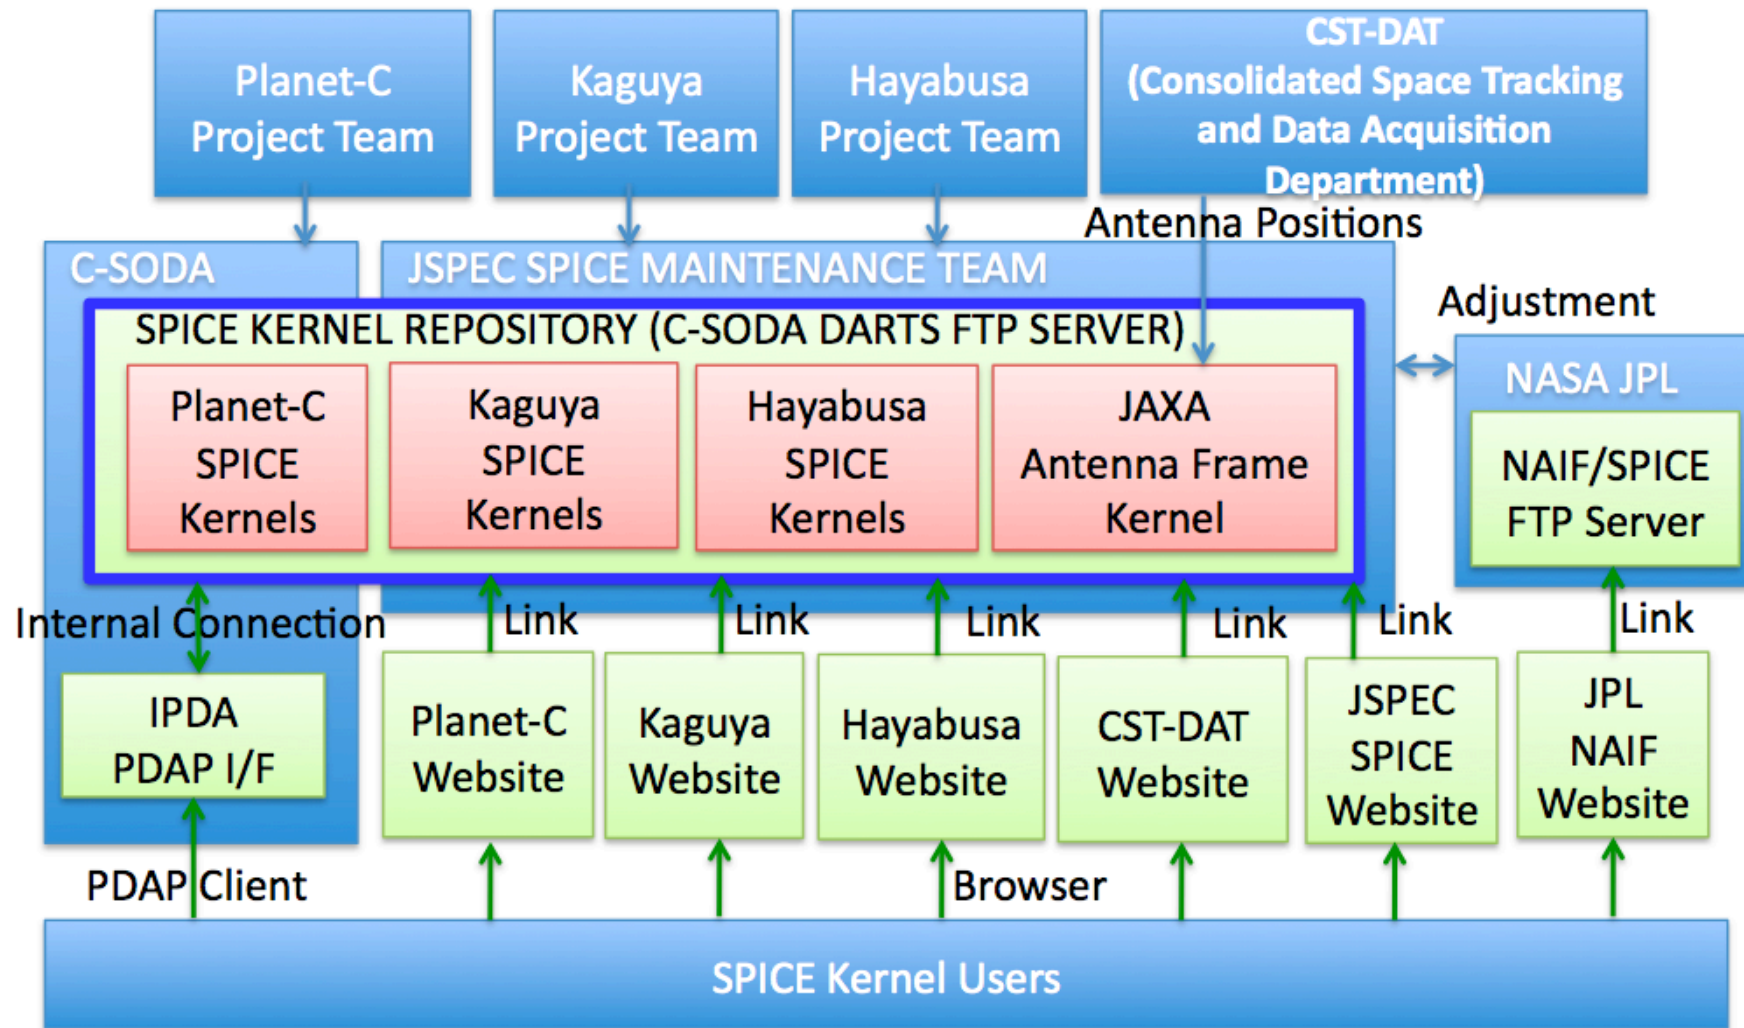 Planet-C
Project Team
Kaguya
Project Team
Hayabusa
Project Team
CST-DAT
(Consolidated Space Tracking
and Data Acquisition
Department)
Antenna Positions
C-SODA
JSPEC SPICE MAINTENANCE TEAM
Adjustment
SPICE KERNEL REPOSITORY (C-SODA DARTS FTP SERVER)
Planet-C
SPICE
Kernels
Kaguya
SPICE
Kernels
Hayabusa
SPICE
Kernels
JAXA
Antenna Frame
Kernel
NASA JPL
NAIF/SPICE
FTP Server
Internal Connection
Link
Link
Link
Link
Link
Link
IPDA
PDAP I/F
Planet-C
Website
Kaguya
Website
Hayabusa
Website
CST-DAT
Website
JSPEC
SPICE
Website
JPL
NAIF
Website
PDAP Client
Browser
SPICE Kernel Users